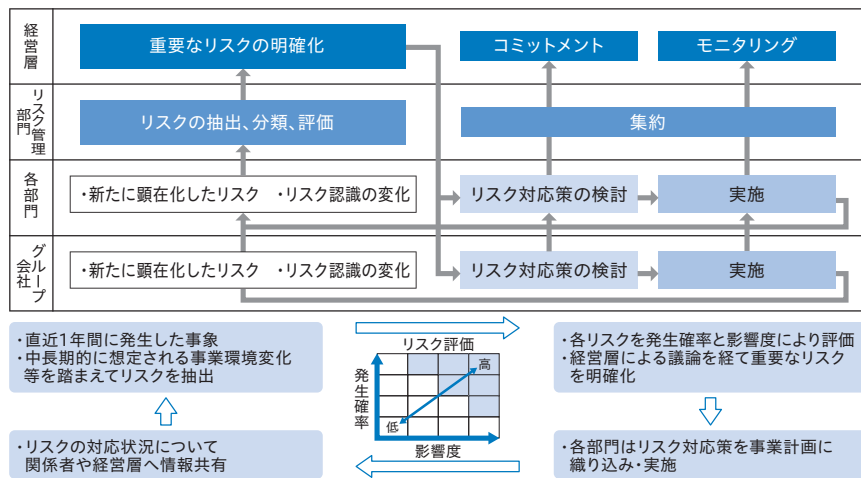 経営層
重要なリスクの明確化
コミットメント
モニタリング
リスク管理部門
リスクの抽出、分類、評価
集約
各部門
・新たに顕在化したリスク ・リスク認識の変化
リスク対応策の検討
実施
グループ会社
・新たに顕在化したリスク ・リスク認識の変化
リスク対応策の検討
実施
・直近1年間に発生した事象
・中長期的に想定される事業環境変化
等を踏まえてリスクを抽出
リスク評価
発生確率
高
低
影響度
・各リスクを発生確率と影響度により評価
・経営層による議論を経て重要なリスク
を明確化
・リスクの対応状況について
関係者や経営層へ情報共有
・各部門はリスク対応策を事業計画に
織り込み・実施